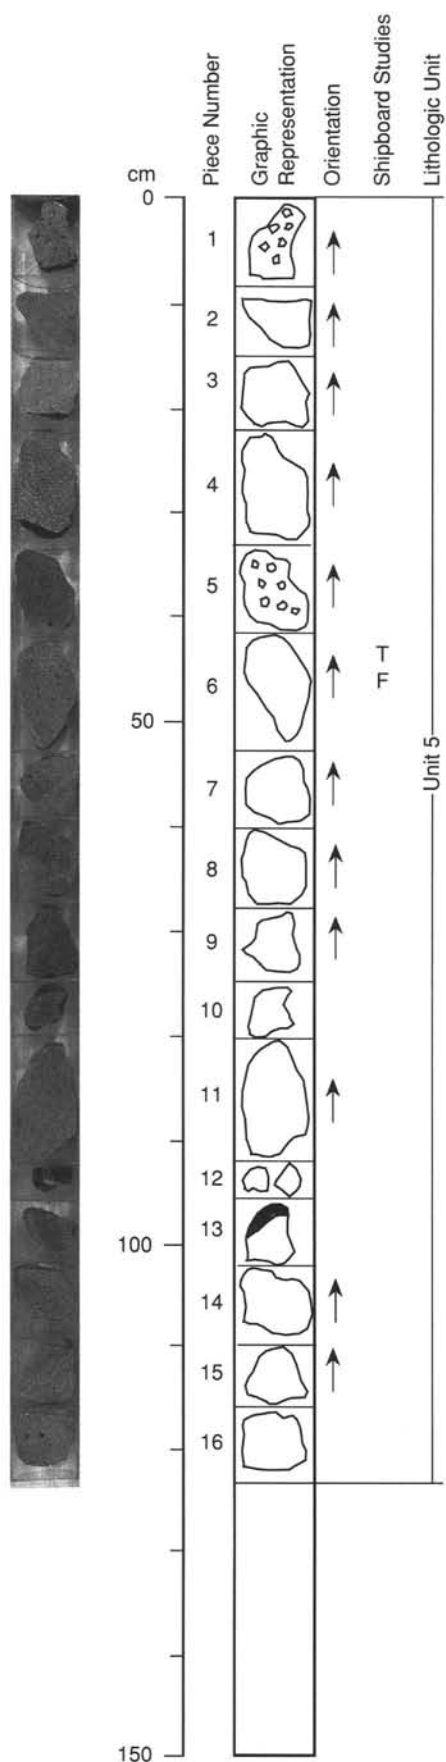 cm
Piece Number
Graphic
Representation
Orientation
Shipboard Studies
Lithologic Unit
0
1
2
3
4
5
T
6
F
50
Unit 5
7
8
9
10
11
12
13
100
14
15
16
150